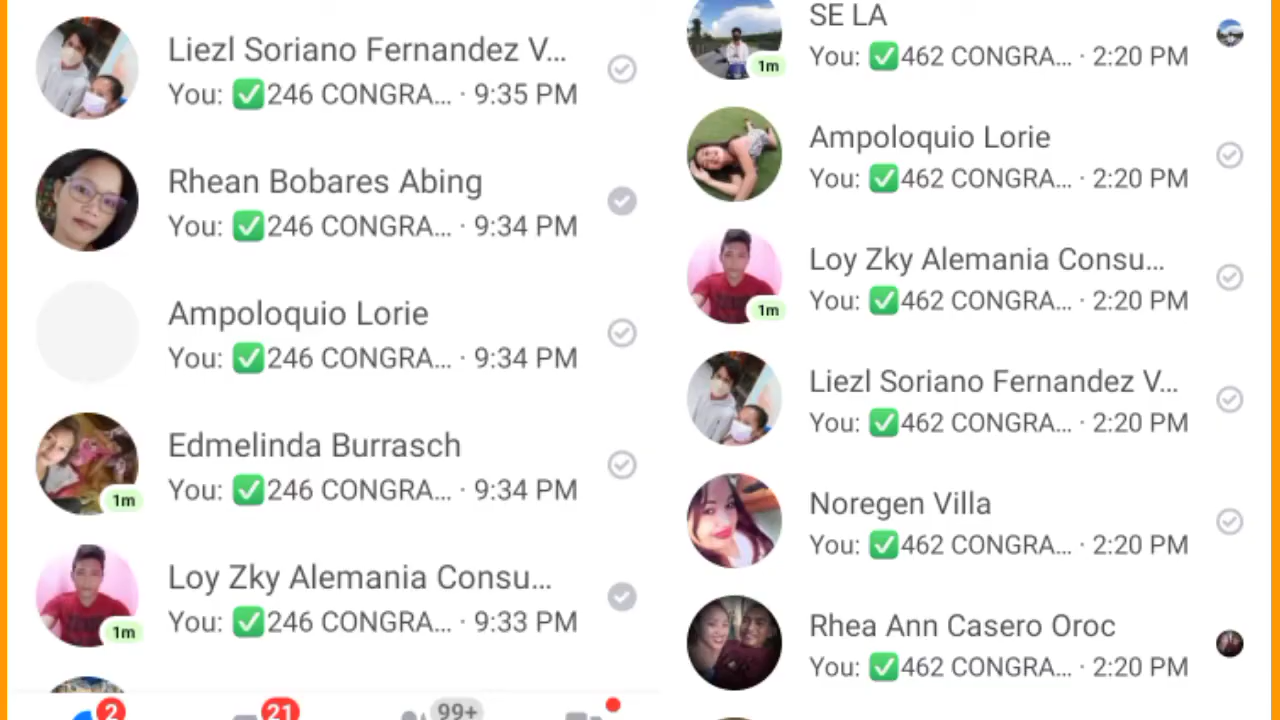 Liezl Soriano Fernandez V...
You: ✅246 CONGRA... · 9:35 PM
Rhean Bobares Abing
You: ✅246 CONGRA... · 9:34 PM
Ampoloquio Lorie
You: ✅246 CONGRA... · 9:34 PM
Edmelinda Burrasch
1m
You: ✅246 CONGRA... · 9:34 PM
Loy Zky Alemania Consu...
1m
You: ✅246 CONGRA... · 9:33 PM
2
21
99+
SE LA
You: ✅462 CONGRA... · 2:20 PM
1m
Ampoloquio Lorie
You: ✅462 CONGRA... · 2:20 PM
Loy Zky Alemania Consu...
You: ✅462 CONGRA... · 2:20 PM
1m
Liezl Soriano Fernandez V...
You: ✅462 CONGRA... · 2:20 PM
Noregen Villa
You: ✅462 CONGRA... · 2:20 PM
Rhea Ann Casero Oroc
You: ✅462 CONGRA... · 2:20 PM